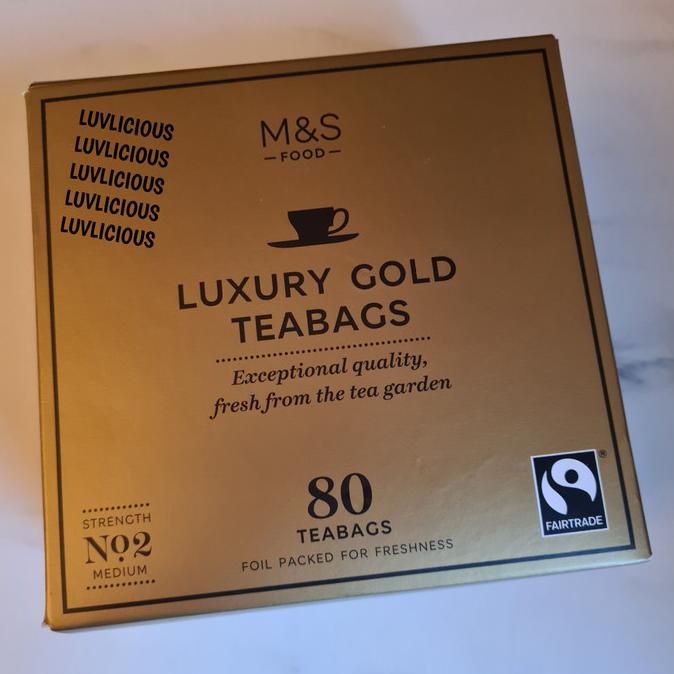 LUVLICIOUS
LUVLICIOUS
LUVLICIOUS
LUVLICIOUS
LUVLICIOUS
M&S
FOOD
LUXURY GOLD
TEABAGS
Exceptional quality,
fresh from the tea garden
80
TEABAGS
FOIL PACKED FOR FRESHNESS
STRENGTH
No2
MEDIUM
FAIRTRADE
®